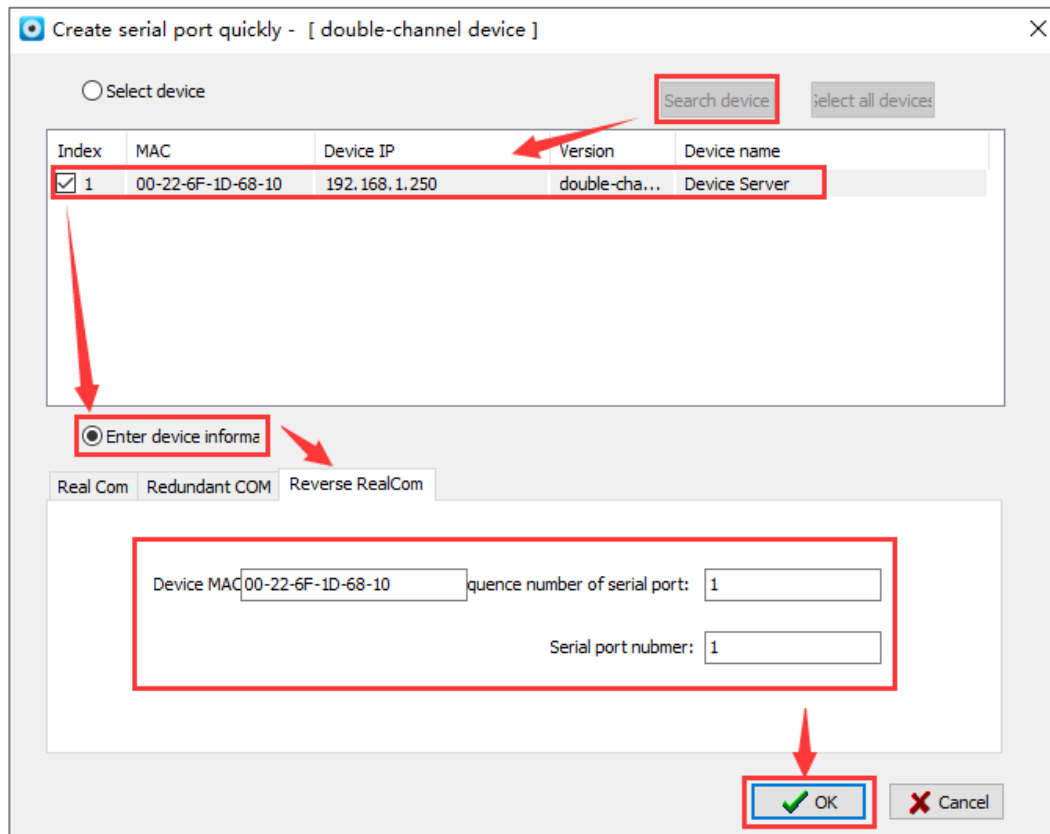 Create serial port quickly - [ double-channel device ]
Select device
Search device
Select all devices
Index MAC Device IP Version Device name
1 00-22-6F-1D-68-10 192.168.1.250 double-cha... Device Server
Enter device informa
Real Com Redundant COM Reverse RealCom
Device MAC 00-22-6F-1D-68-10 quence number of serial port: 1
Serial port nubmer: 1
OK Cancel